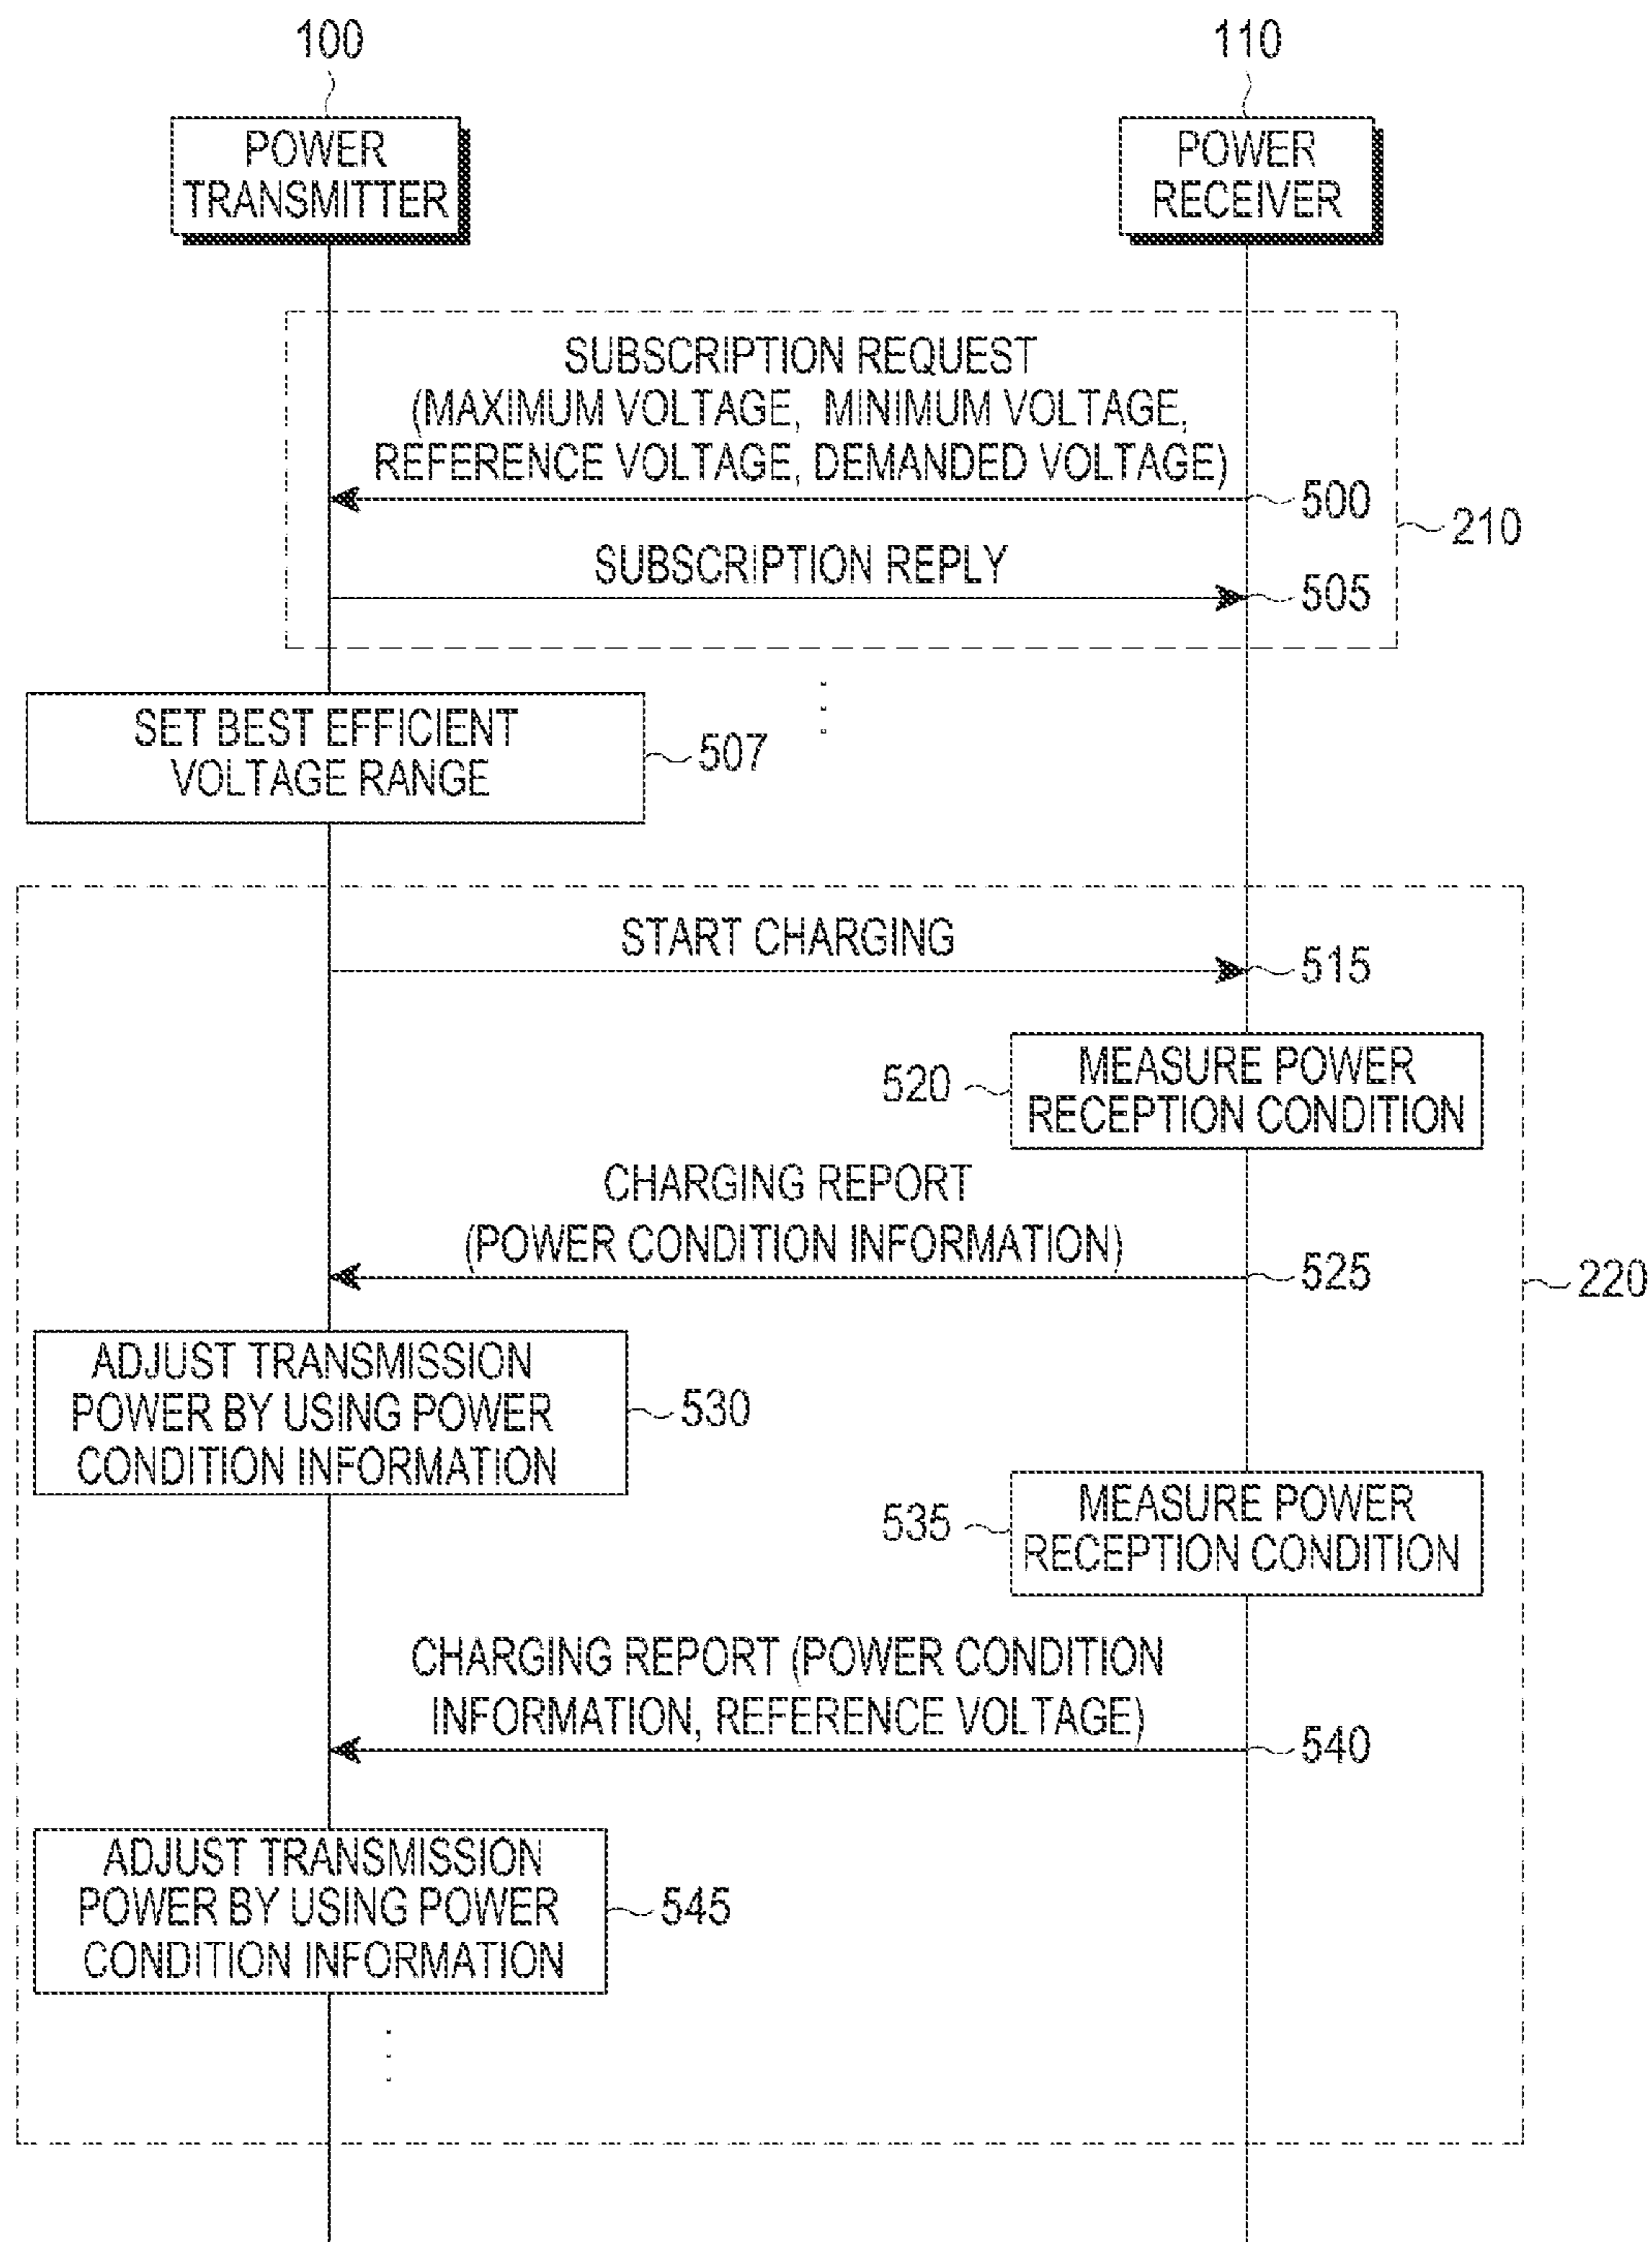 100
110
POWER
TRANSMITTER
POWER
RECEIVER
SUBSCRIPTION REQUEST
(MAXIMUM VOLTAGE, MINIMUM VOLTAGE,
REFERENCE VOLTAGE, DEMANDED VOLTAGE)
500
210
SUBSCRIPTION REPLY
505
SET BEST EFFICIENT
VOLTAGE RANGE
507
START CHARGING
515
520
MEASURE POWER
RECEPTION CONDITION
CHARGING REPORT
(POWER CONDITION INFORMATION)
525
220
ADJUST TRANSMISSION
POWER BY USING POWER
CONDITION INFORMATION
530
535
MEASURE POWER
RECEPTION CONDITION
CHARGING REPORT (POWER CONDITION
INFORMATION, REFERENCE VOLTAGE)
540
ADJUST TRANSMISSION
POWER BY USING POWER
CONDITION INFORMATION
545